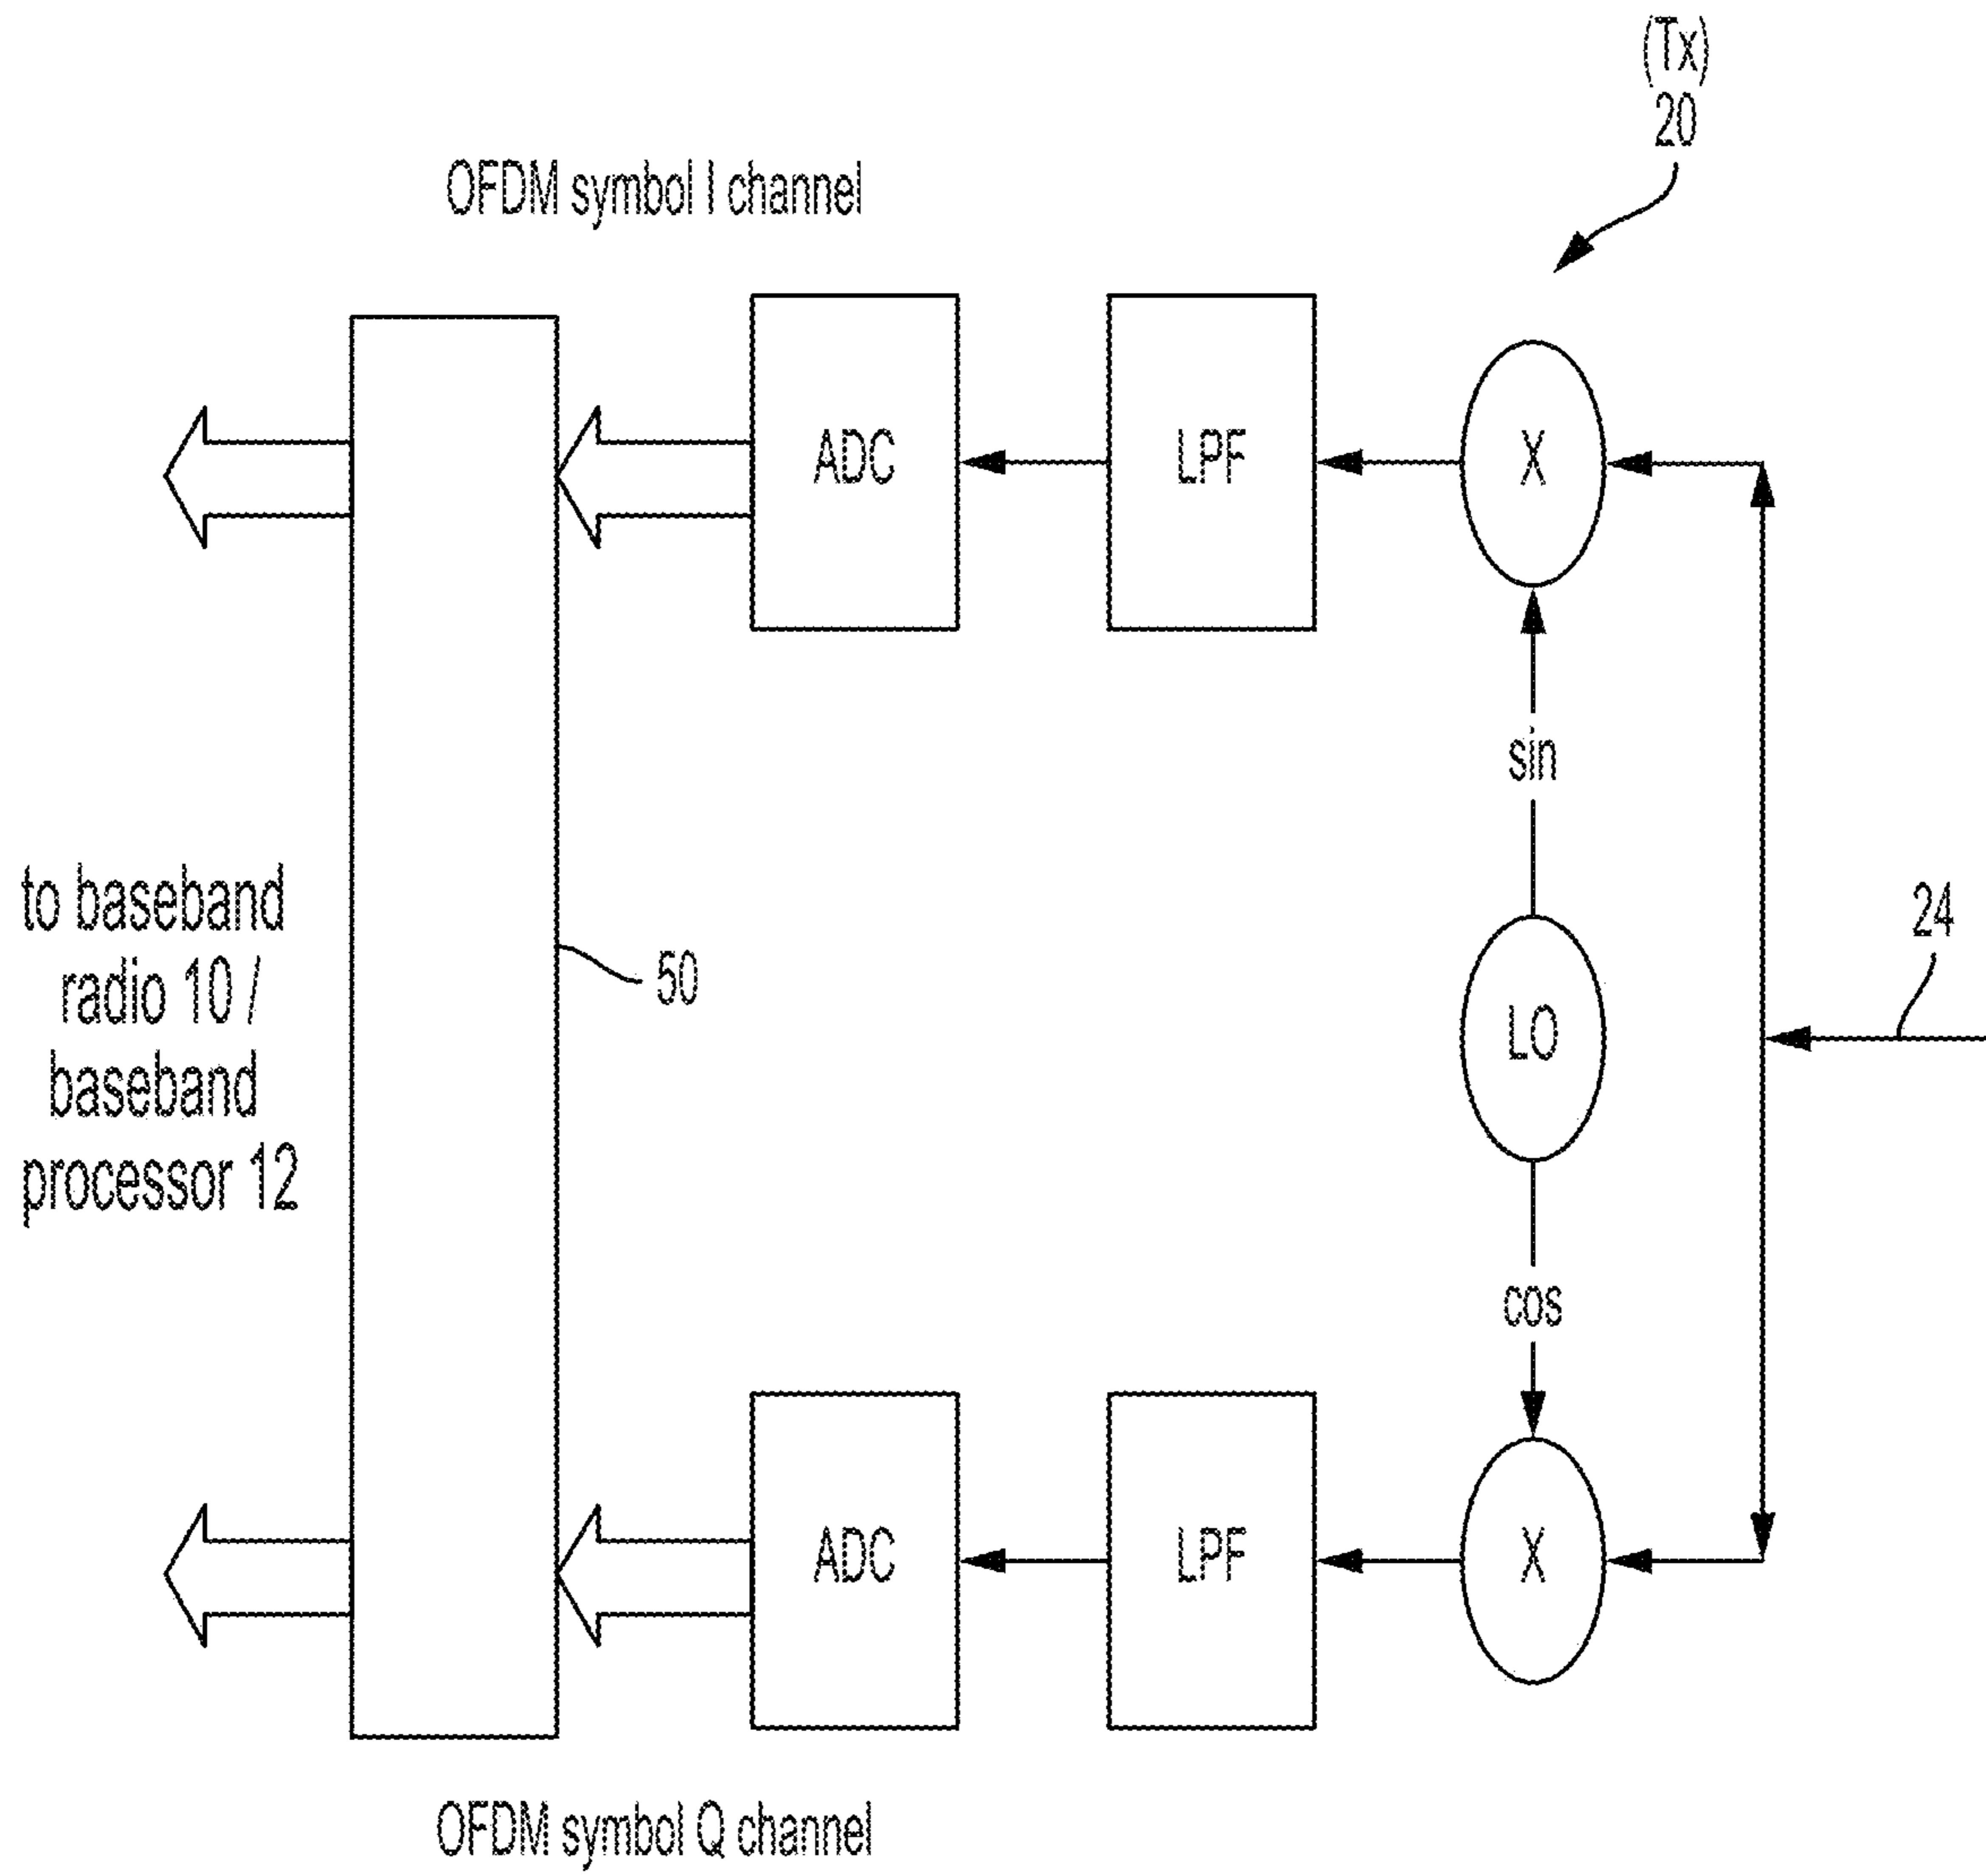 (Tx)
20
OFDM symbol I channel
ADC
LPF
X
sin
to baseband
radio 10 /
baseband
processor 12
50
LO
24
cos
ADC
LPF
X
OFDM symbol Q channel